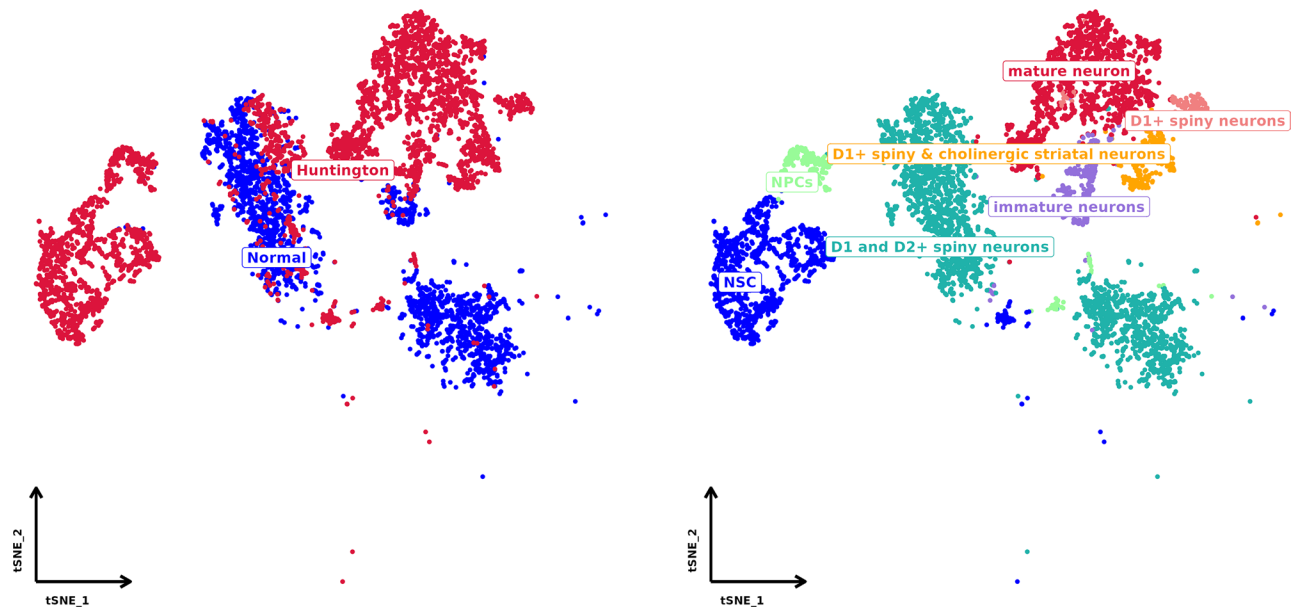 Huntington
Normal
tSNE_2
tSNE_1
mature neuron
D1+ spiny neurons
D1+ spiny & cholinergic striatal neurons
NPCs
immature neurons
D1 and D2+ spiny neurons
NSC
tSNE_2
tSNE_1